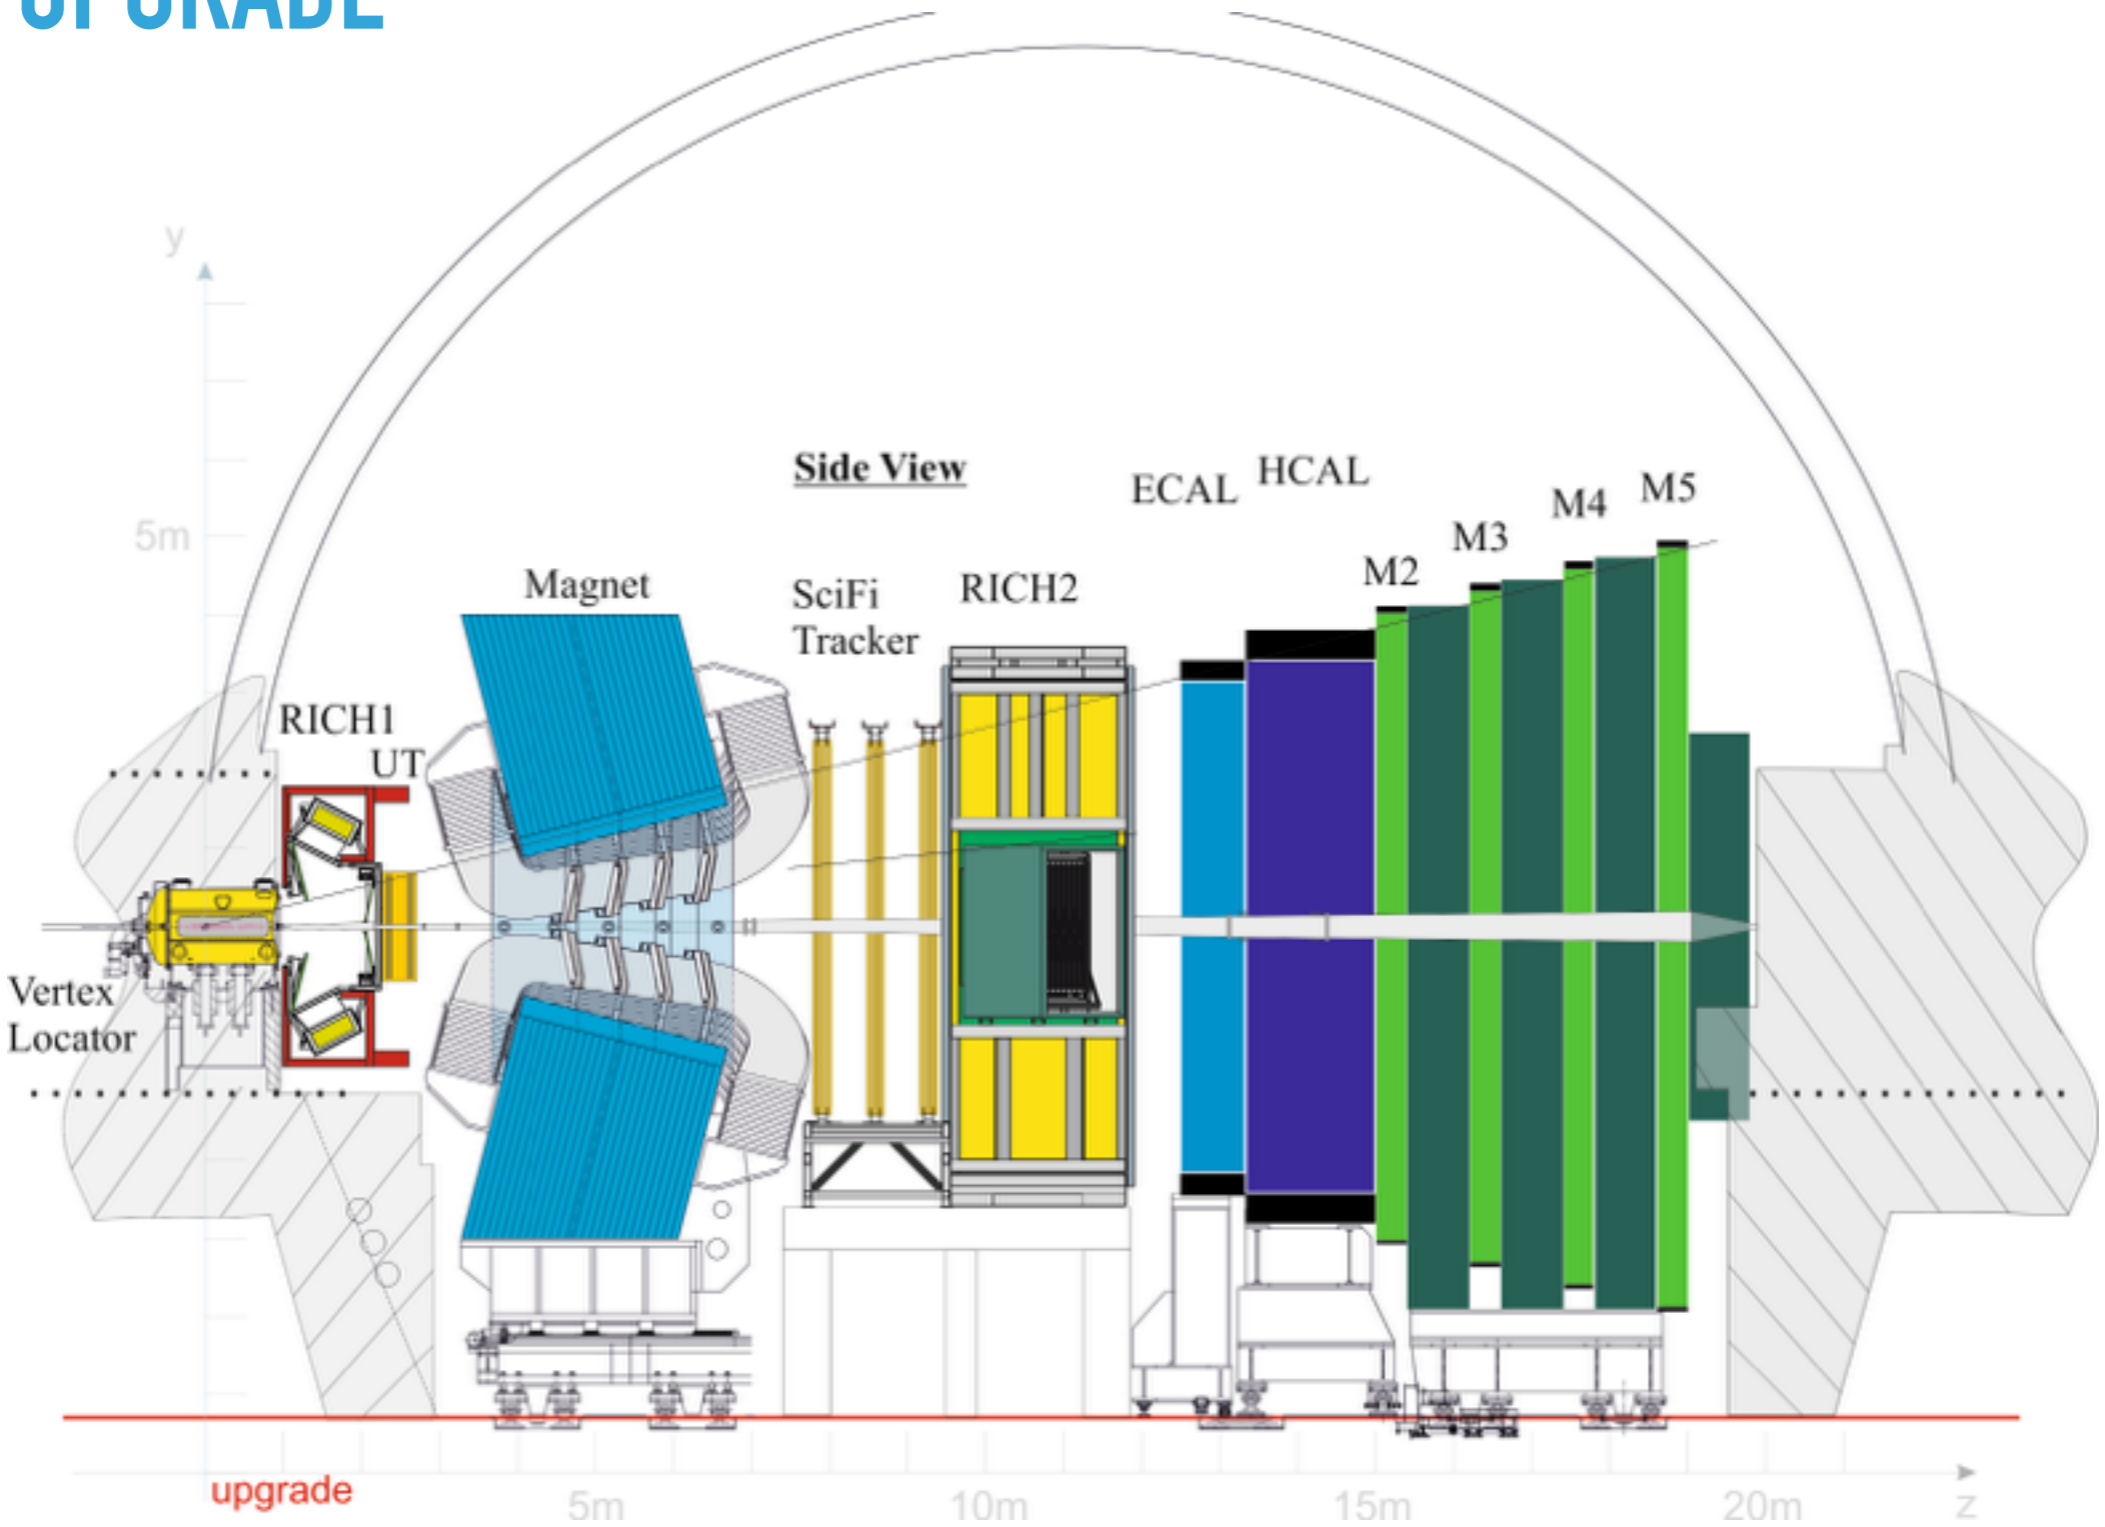 UPGRADE
y
Side View
ECAL
HCAL
M5
M4
5m
M3
M2
Magnet
SciFi
Tracker
RICH2
RICH1
UT
Vertex
Locator
upgrade
5m
10m
15m
20m
z